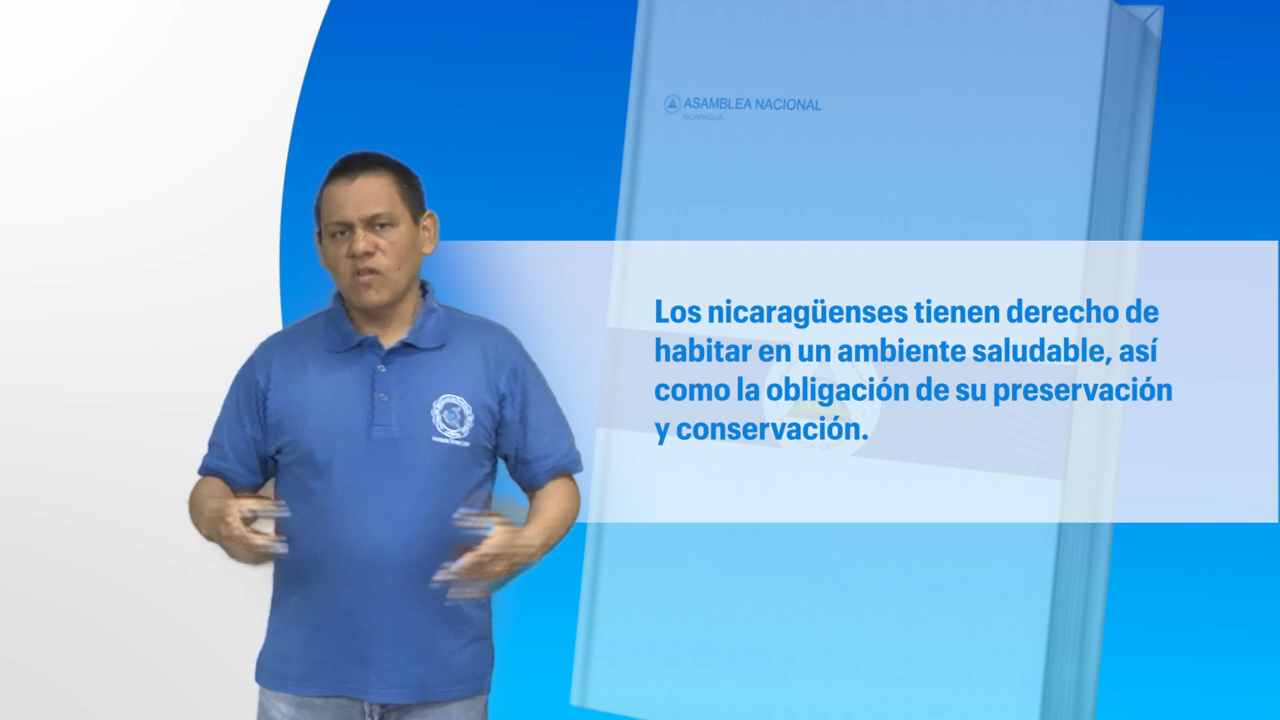 ASAMBLEA NACIONAL
NICARAGUA
Los nicaragüenses tienen derecho de
habitar en un ambiente saludable, así
como la obligación de su preservación
y conservación.